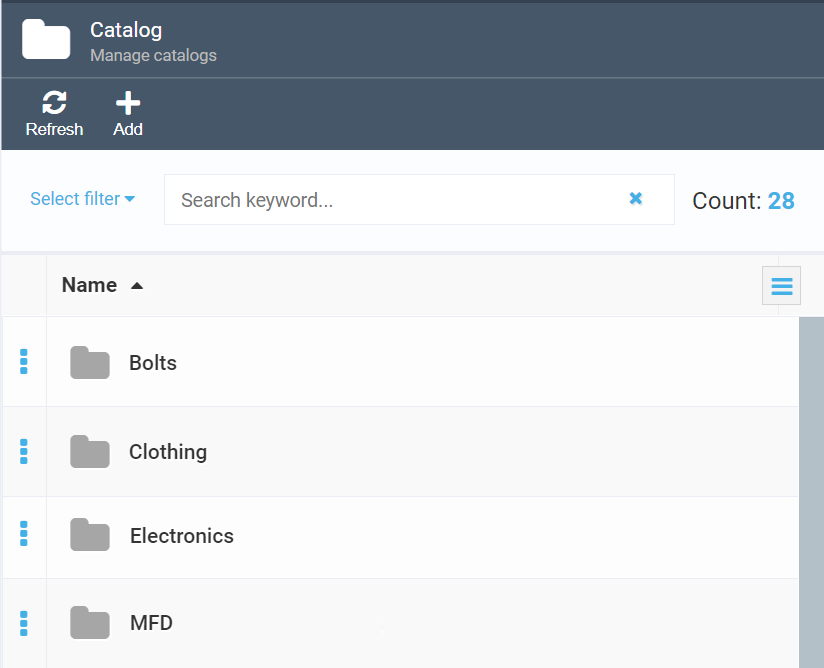 Catalog
Manage catalogs
Refresh Add
Select filter Search keyword... Count: 28
Name
Bolts
Clothing
Electronics
MFD